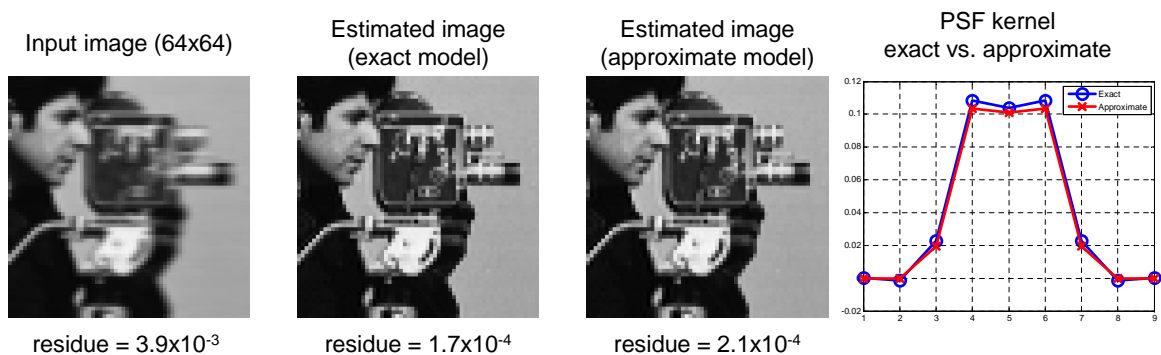 Input image (64x64)
Estimated image
(exact model)
Estimated image
(approximate model)
PSF kernel
exact vs. approximate
residue = 3.9x10⁻³
residue = 1.7x10⁻⁴
residue = 2.1x10⁻⁴
0.12
0.1
0.08
0.06
0.04
0.02
0
-0.02
1 2 3 4 5 6 7 8 9
Exact
Approximate